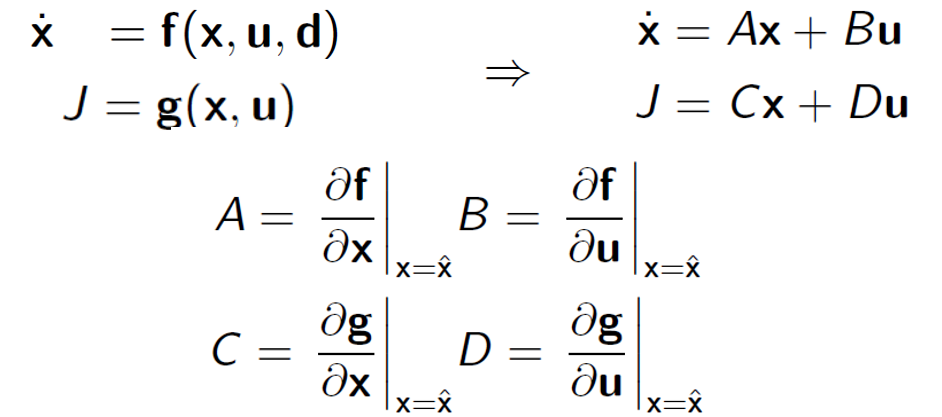 ẋ = f(x, u, d)
J = g(x, u)
⇒
ẋ = Ax + Bu
J = Cx + Du
A = ∂f/∂x |x=x̂ B = ∂f/∂u |x=x̂
C = ∂g/∂x |x=x̂ D = ∂g/∂u |x=x̂